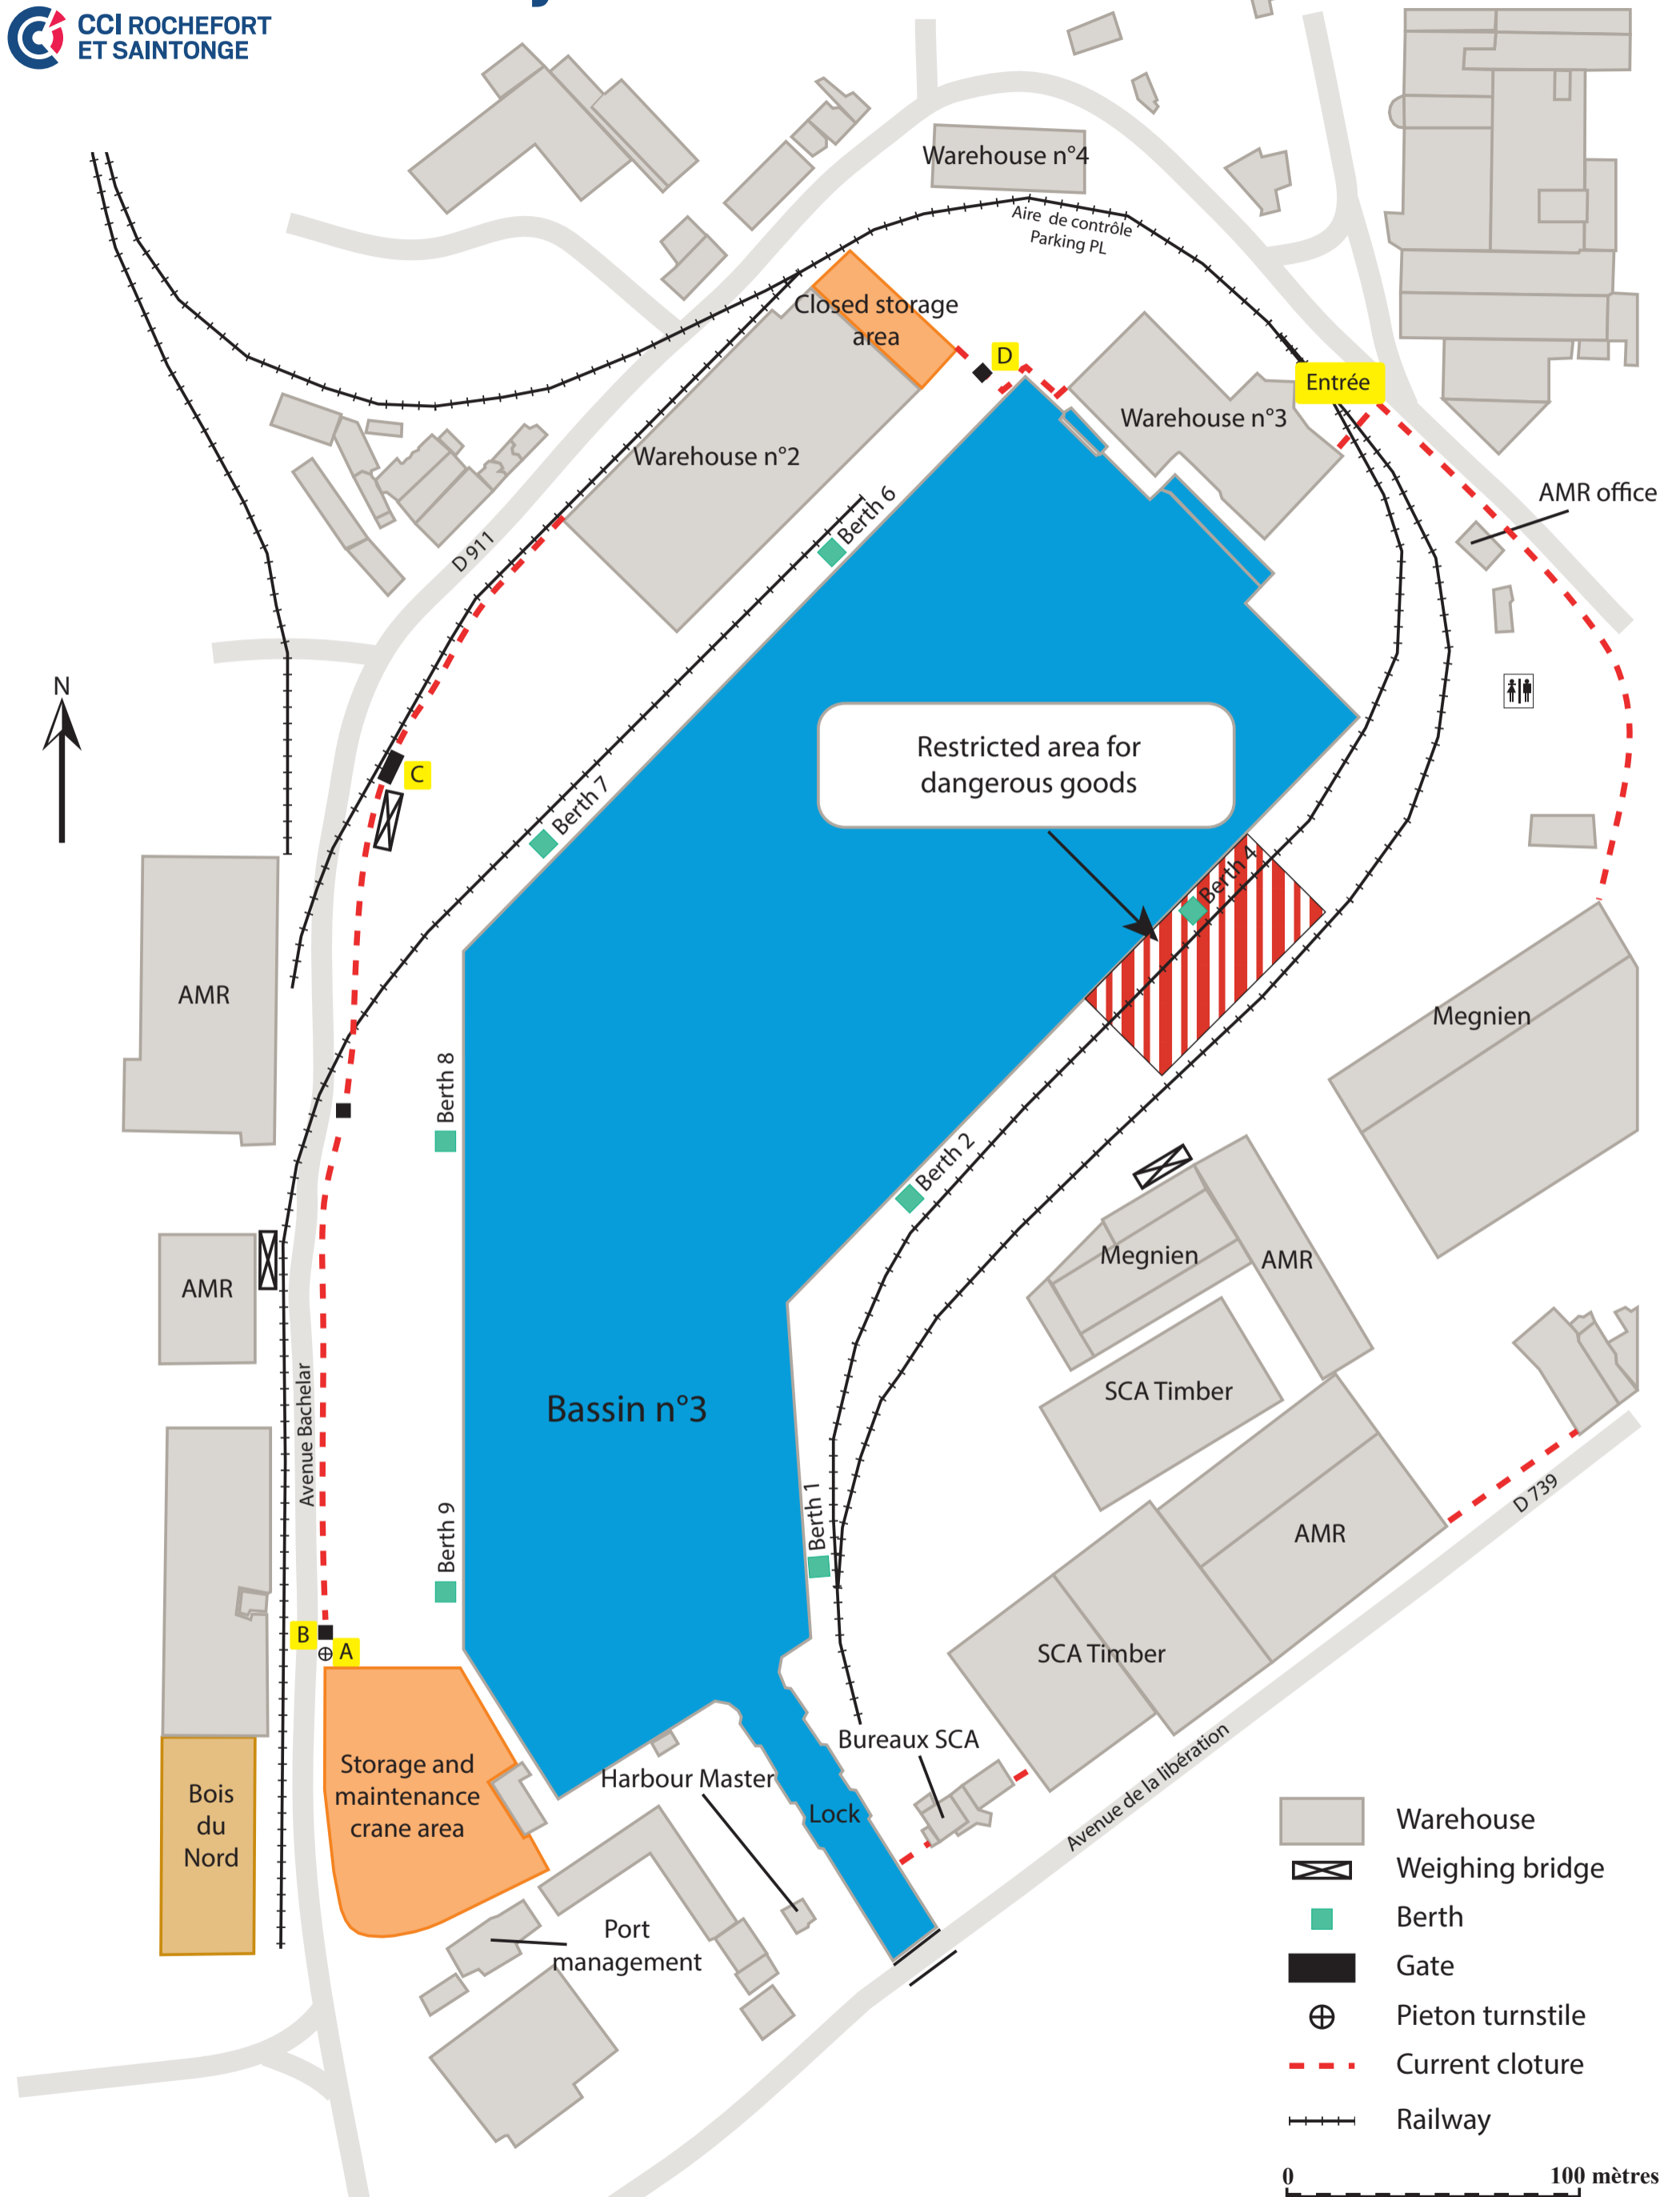 CCI ROCHEFORT
ET SAINTONGE
Warehouse n°4
Aire de contrôle
Parking PL
Closed storage
area
D
Entrée
Warehouse n°3
Warehouse n°2
AMR office
Berth 6
D 911
N
C
Berth 7
Restricted area for
dangerous goods
Berth 4
AMR
Megnien
Berth 8
Berth 2
Megnien
AMR
AMR
SCA Timber
Bassin n°3
Avenue Bachelar
Berth 9
Berth 1
D 739
AMR
B
A
SCA Timber
Bureaux SCA
Storage and
maintenance
crane area
Harbour Master
Bois
du
Nord
Lock
Avenue de la libération
Port
management
Warehouse
Weighing bridge
Berth
Gate
Pieton turnstile
Current cloture
Railway
0 100 mètres